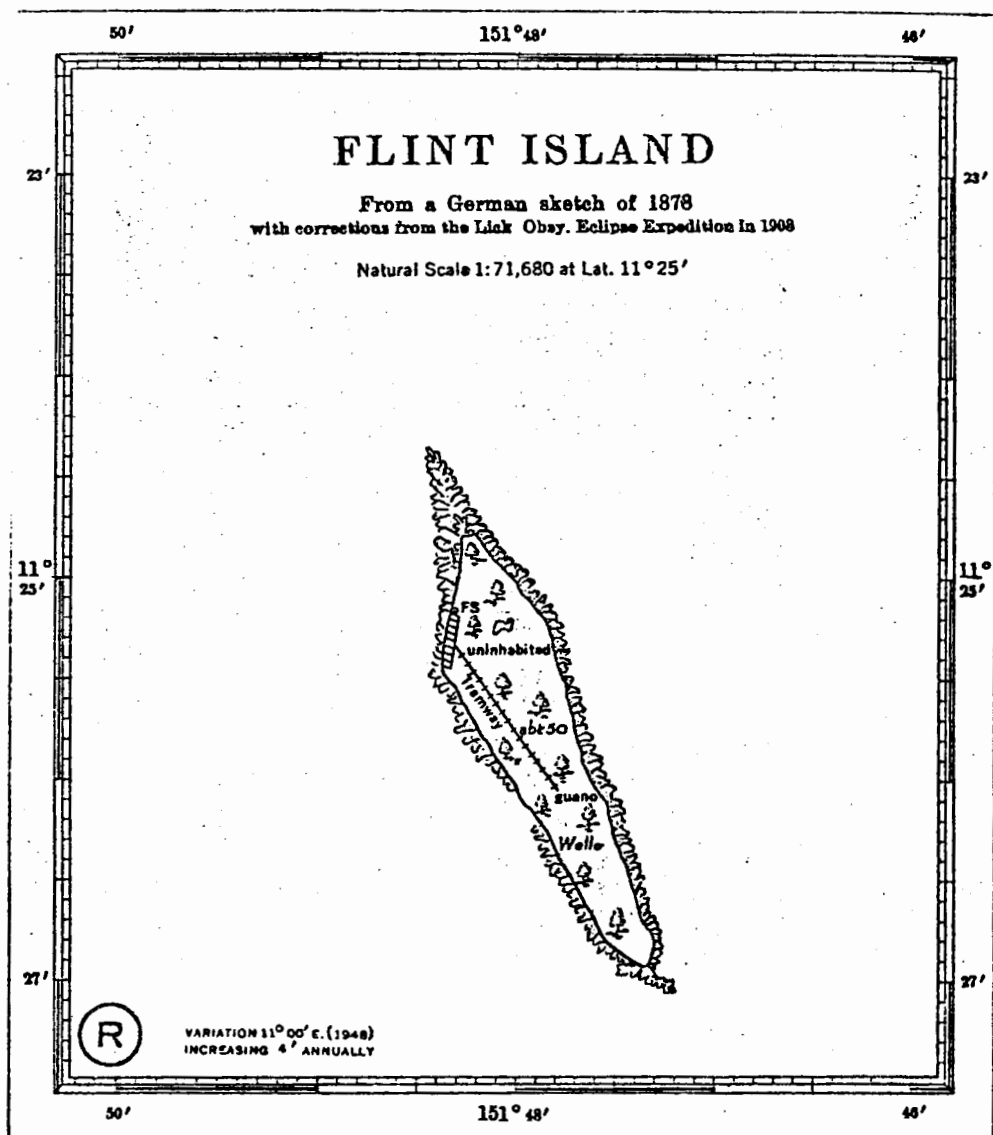 50′ 151°48′ 46′
FLINT ISLAND
23′ 23′
From a German sketch of 1878
with corrections from the Lick Obsy. Eclipse Expedition in 1908
Natural Scale 1:71,680 at Lat. 11°25′
11° 11°
25′ 25′
FS
uninhabited
Tramway
abt 50
guano
Wells
27′ 27′
R
VARIATION 11°00′ E. (1948)
INCREASING 4′ ANNUALLY
50′ 151°48′ 46′